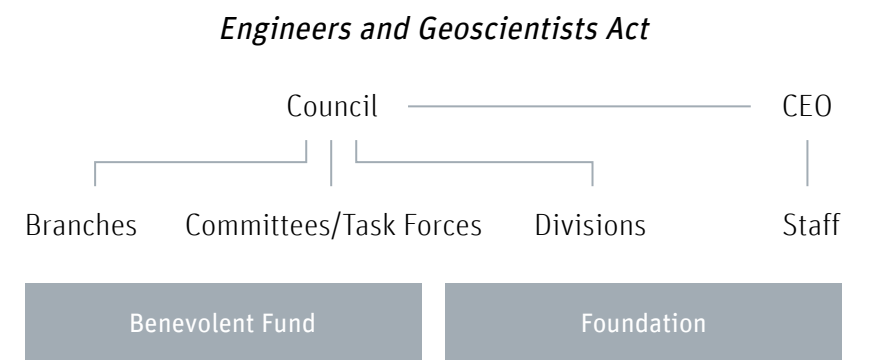 Engineers and Geoscientists Act
Council CEO
Branches Committees/Task Forces Divisions Staff
Benevolent Fund Foundation